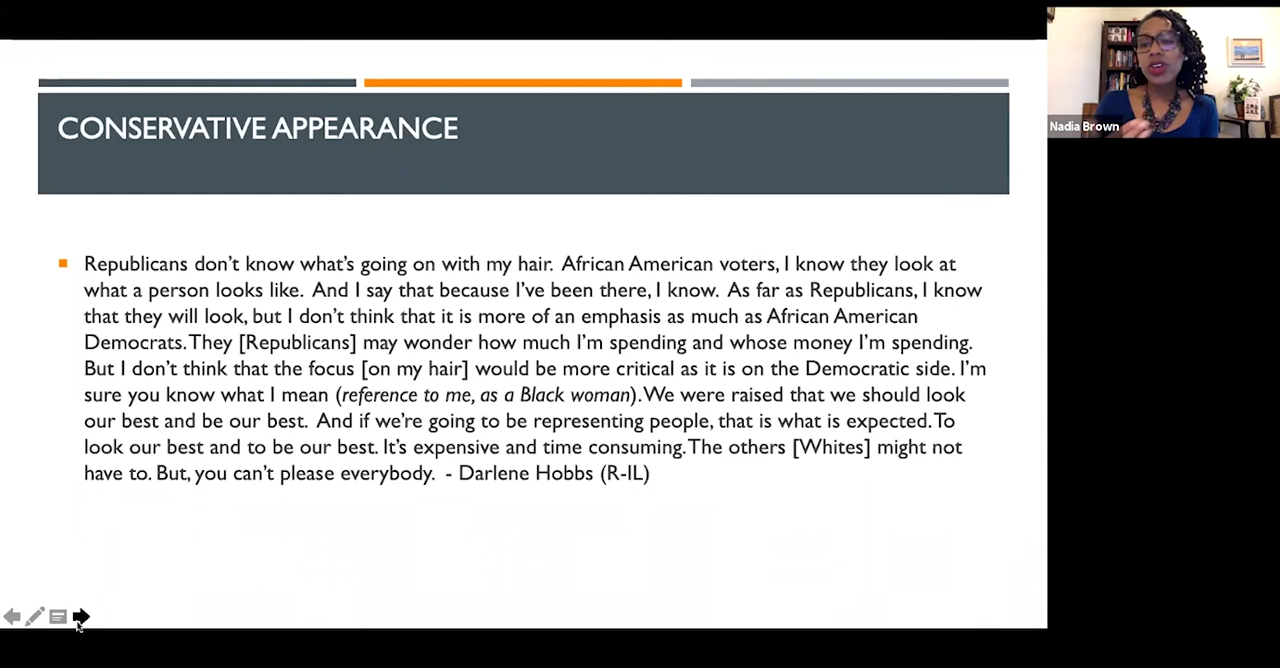 CONSERVATIVE APPEARANCE
Nadia Brown
Republicans don't know what's going on with my hair. African American voters, I know they look at
what a person looks like. And I say that because I've been there, I know. As far as Republicans, I know
that they will look, but I don't think that it is more of an emphasis as much as African American
Democrats. They [Republicans] may wonder how much I'm spending and whose money I'm spending.
But I don't think that the focus [on my hair] would be more critical as it is on the Democratic side. I'm
sure you know what I mean (reference to me, as a Black woman). We were raised that we should look
our best and be our best. And if we're going to be representing people, that is what is expected. To
look our best and to be our best. It's expensive and time consuming. The others [Whites] might not
have to. But, you can't please everybody. - Darlene Hobbs (R-IL)